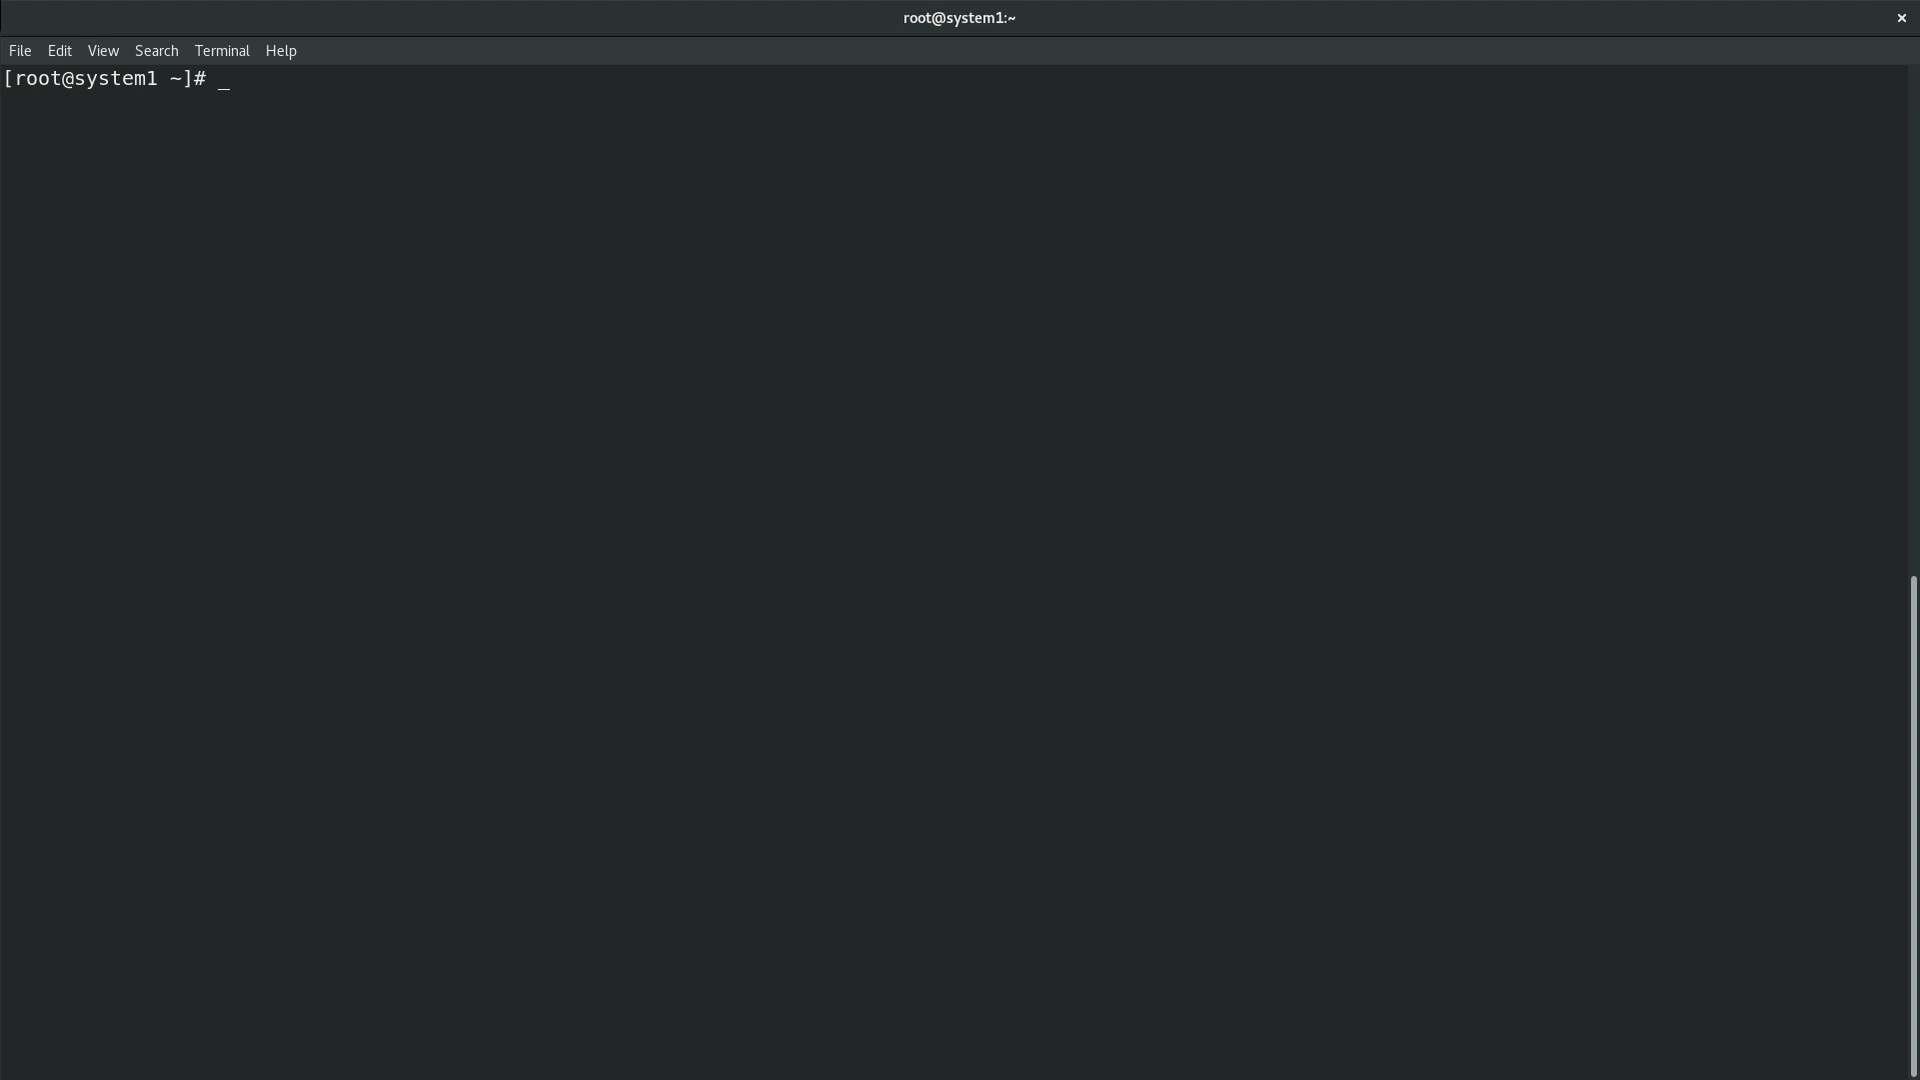 root@system1:~
File Edit View Search Terminal Help
[root@system1 ~]# _